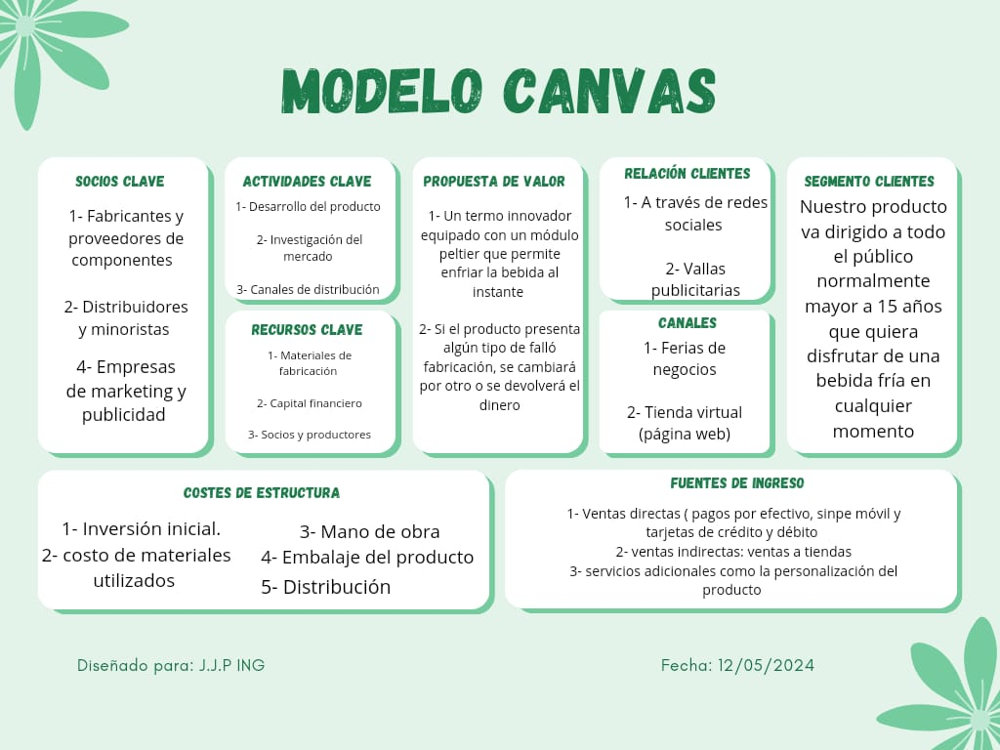 MODELO CANVAS
SOCIOS CLAVE
1- Fabricantes y
proveedores de
componentes
2- Distribuidores
y minoristas
4- Empresas
de marketing y
publicidad
ACTIVIDADES CLAVE
1- Desarrollo del producto
2- Investigación del
mercado
3- Canales de distribución
RECURSOS CLAVE
1- Materiales de
fabricación
2- Capital financiero
3- Socios y productores
PROPUESTA DE VALOR
1- Un termo innovador
equipado con un módulo
peltier que permite
enfriar la bebida al
instante
2- Si el producto presenta
algún tipo de falló
fabricación, se cambiará
por otro o se devolverá el
dinero
RELACIÓN CLIENTES
1- A través de redes
sociales
2- Vallas
publicitarias
CANALES
1- Ferias de
negocios
2- Tienda virtual
(página web)
SEGMENTO CLIENTES
Nuestro producto
va dirigido a todo
el público
normalmente
mayor a 15 años
que quiera
disfrutar de una
bebida fría en
cualquier
momento
COSTES DE ESTRUCTURA
1- Inversión inicial.
2- costo de materiales
utilizados
3- Mano de obra
4- Embalaje del producto
5- Distribución
FUENTES DE INGRESO
1- Ventas directas ( pagos por efectivo, sinpe móvil y
tarjetas de crédito y débito
2- ventas indirectas: ventas a tiendas
3- servicios adicionales como la personalización del
producto
Diseñado para: J.J.P ING
Fecha: 12/05/2024